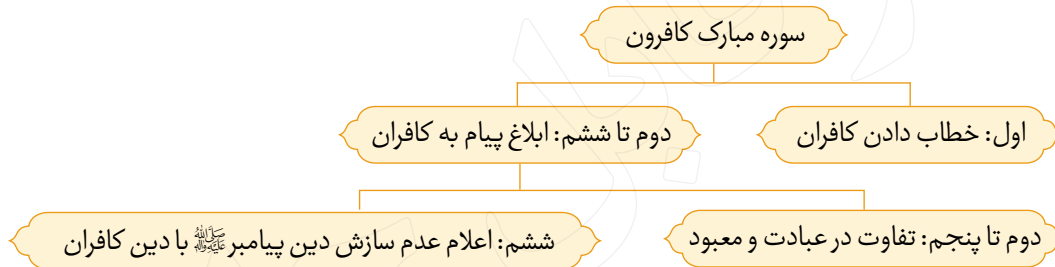 سوره مبارک کافرون
اول: خطاب دادن کافران
دوم تا ششم: ابلاغ پیام به کافران
دوم تا پنجم: تفاوت در عبادت و معبود
ششم: اعلام عدم سازش دین پیامبر ﷺ با دین کافران